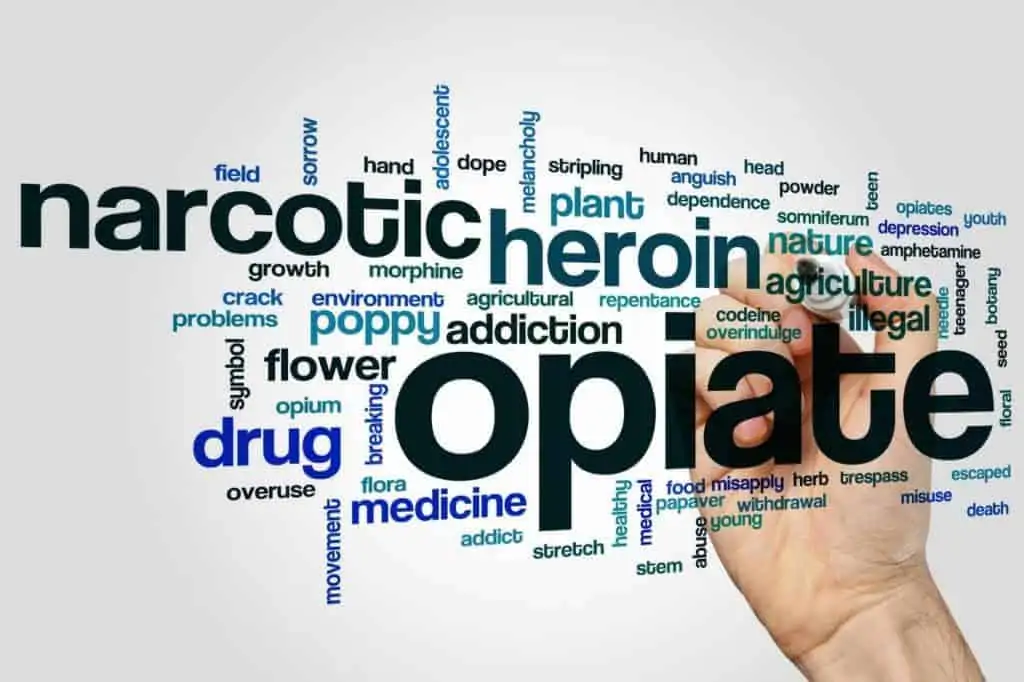 adolescent
sorrow
melancholy
field
hand
dope
stripling
human
anguish
head
powder
teen
narcotic
heroin
plant
dependence
somniferum
opiates
youth
depression
nature
amphetamine
growth
morphine
agriculture
crack
environment
agricultural
repentance
needle
teenager
botany
problems
poppy
addiction
codeine
overindulge
illegal
symbol
flower
opiate
seed
opium
breaking
floral
drug
overuse
flora
medicine
healthy
medical
food
misapply
herb
trespass
escaped
papaver
withdrawal
misuse
death
movement
addict
stretch
abuse
young
stem